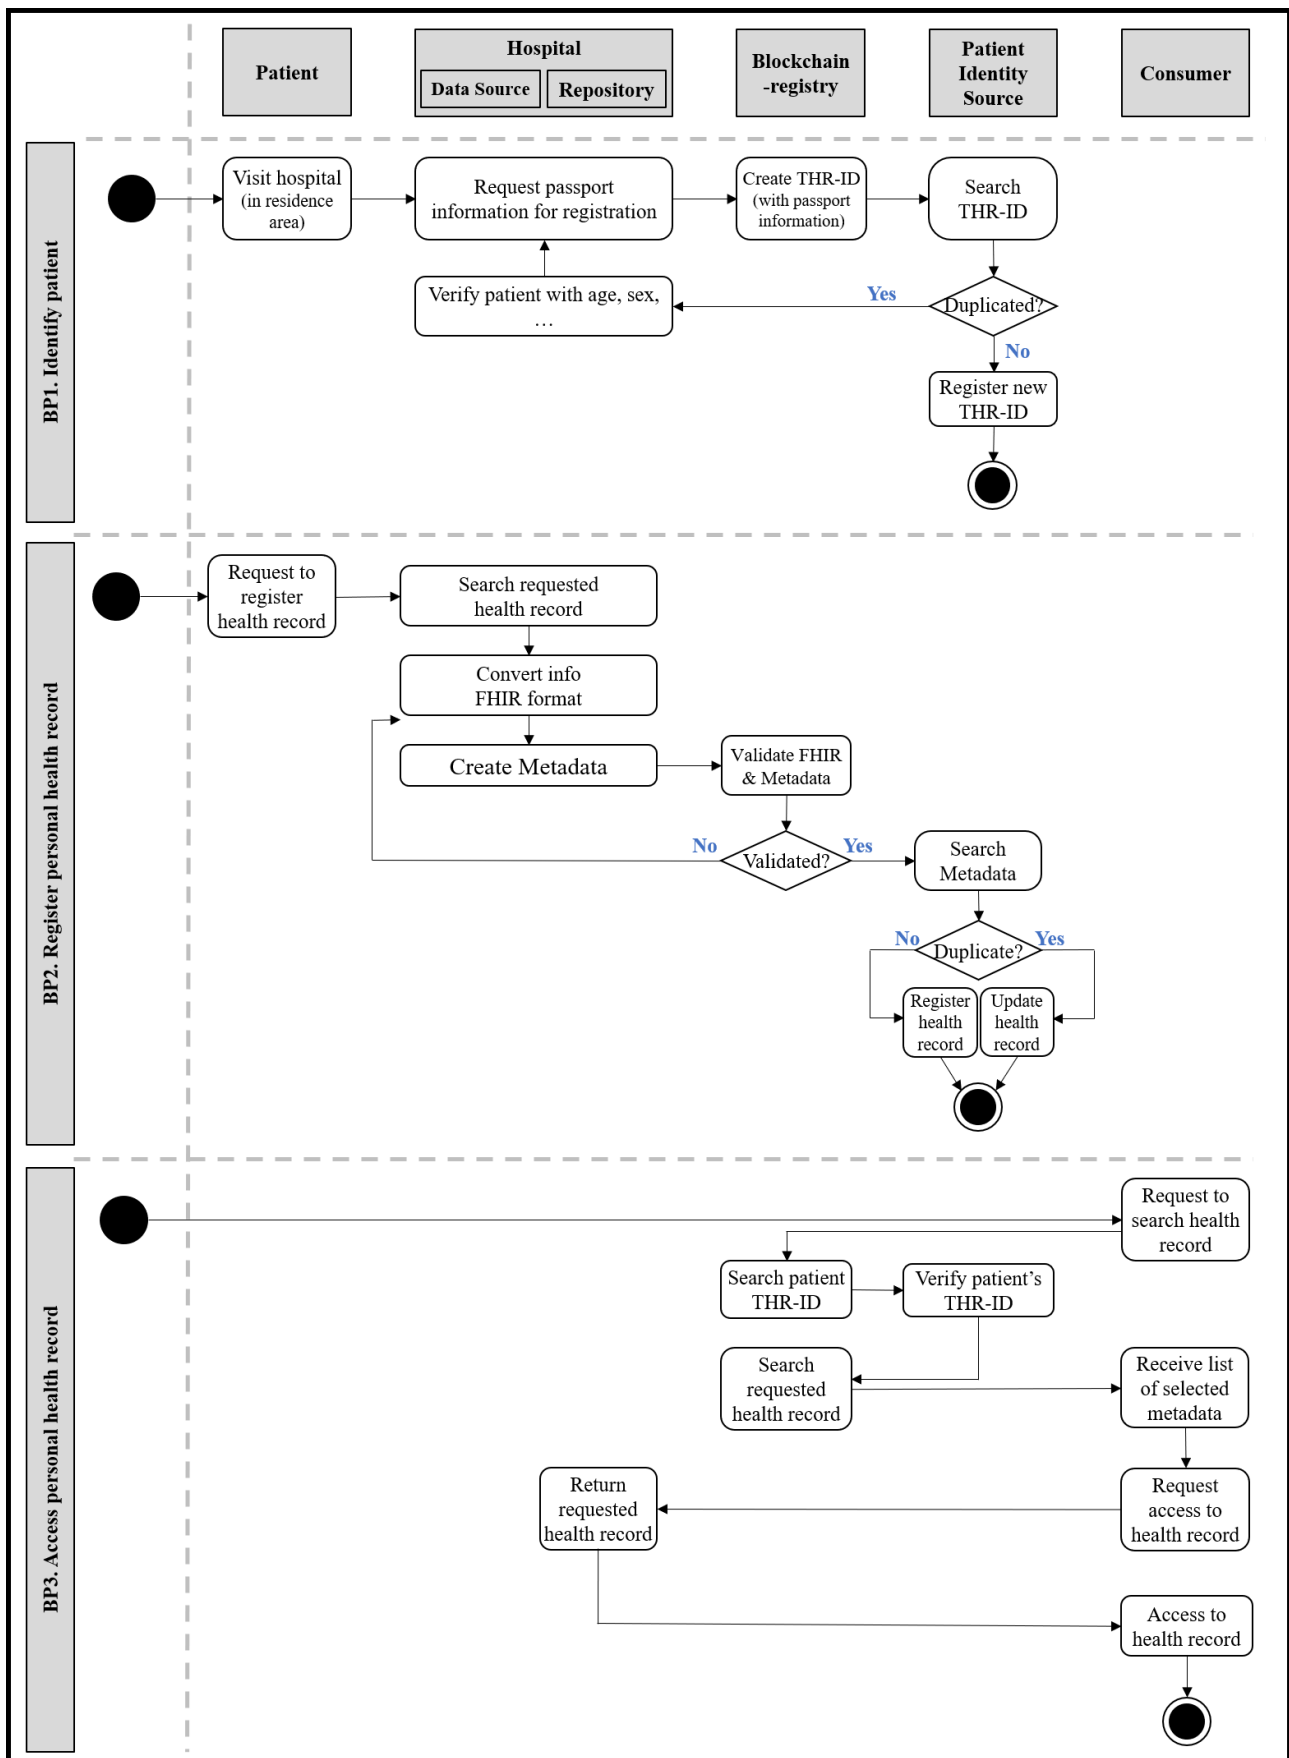 Patient
Hospital
Data Source
Repository
Blockchain
-registry
Patient
Identity
Source
Consumer
BP1. Identify patient
Visit hospital
(in residence
area)
Request passport
information for registration
Create THR-ID
(with passport
information)
Search
THR-ID
Verify patient with age, sex,
…
Yes
Duplicated?
No
Register new
THR-ID
BP2. Register personal health record
Request to
register
health record
Search requested
health record
Convert info
FHIR format
Create Metadata
Validate FHIR
& Metadata
No
Validated?
Yes
Search
Metadata
No
Duplicate?
Yes
Register
health
record
Update
health
record
BP3. Access personal health record
Request to
search health
record
Search patient
THR-ID
Verify patient’s
THR-ID
Search
requested
health record
Receive list
of selected
metadata
Return
requested
health record
Request
access to
health record
Access to
health record